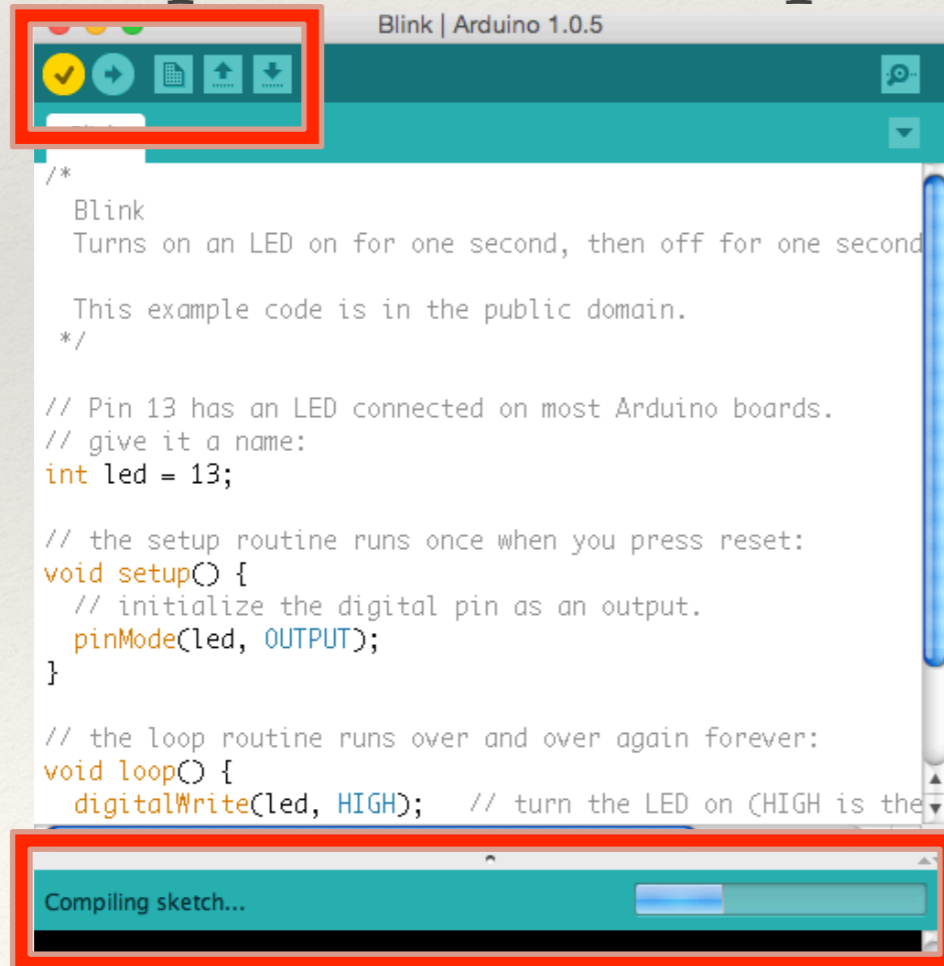 Blink | Arduino 1.0.5
/*
Blink
Turns on an LED on for one second, then off for one second
This example code is in the public domain.
*/
// Pin 13 has an LED connected on most Arduino boards.
// give it a name:
int led = 13;
// the setup routine runs once when you press reset:
void setup() {
// initialize the digital pin as an output.
pinMode(led, OUTPUT);
}
// the loop routine runs over and over again forever:
void loop() {
digitalWrite(led, HIGH);   // turn the LED on (HIGH is the
Compiling sketch...